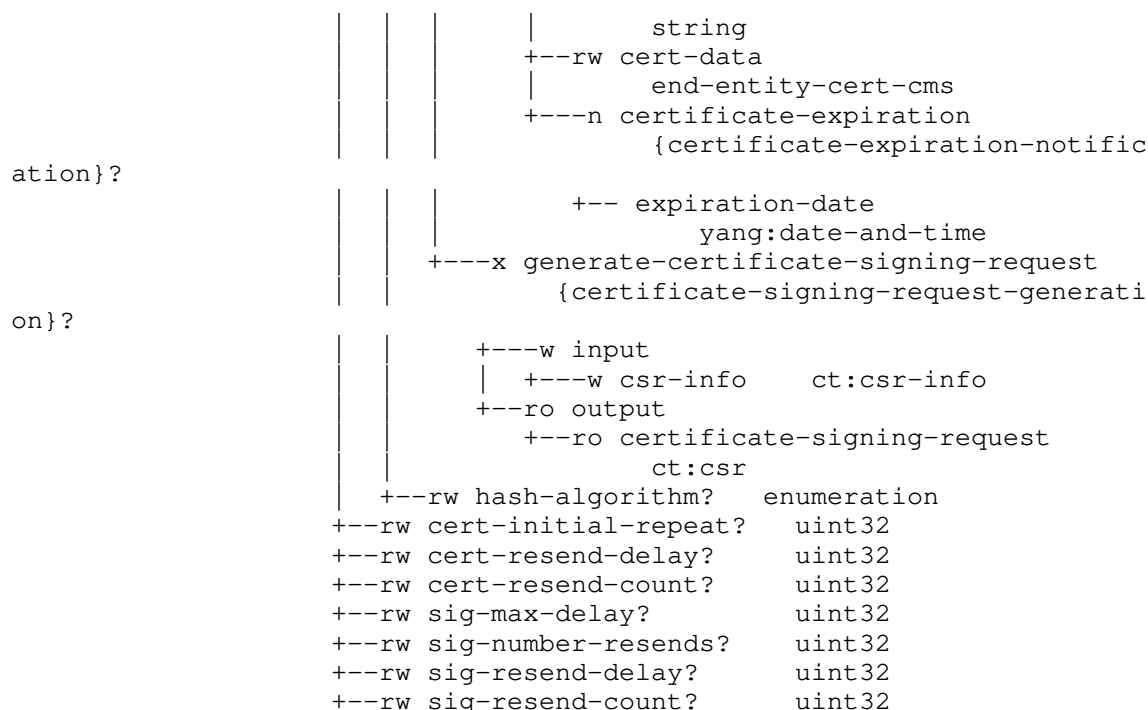 │  │  │     │       string
                    │  │  │     +--rw cert-data
                    │  │  │     │       end-entity-cert-cms
                    │  │  │     +---n certificate-expiration
                    │  │  │             {certificate-expiration-notific
ation}?
                    │  │  │        +-- expiration-date
                    │  │  │                yang:date-and-time
                    │  │  +---x generate-certificate-signing-request
                    │  │          {certificate-signing-request-generati
on}?
                    │  │     +---w input
                    │  │     │  +---w csr-info    ct:csr-info
                    │  │     +--ro output
                    │  │        +--ro certificate-signing-request
                    │  │                ct:csr
                    │  +--rw hash-algorithm?   enumeration
                    +--rw cert-initial-repeat?   uint32
                    +--rw cert-resend-delay?     uint32
                    +--rw cert-resend-count?     uint32
                    +--rw sig-max-delay?         uint32
                    +--rw sig-number-resends?    uint32
                    +--rw sig-resend-delay?      uint32
                    +--rw sig-resend-count?      uint32